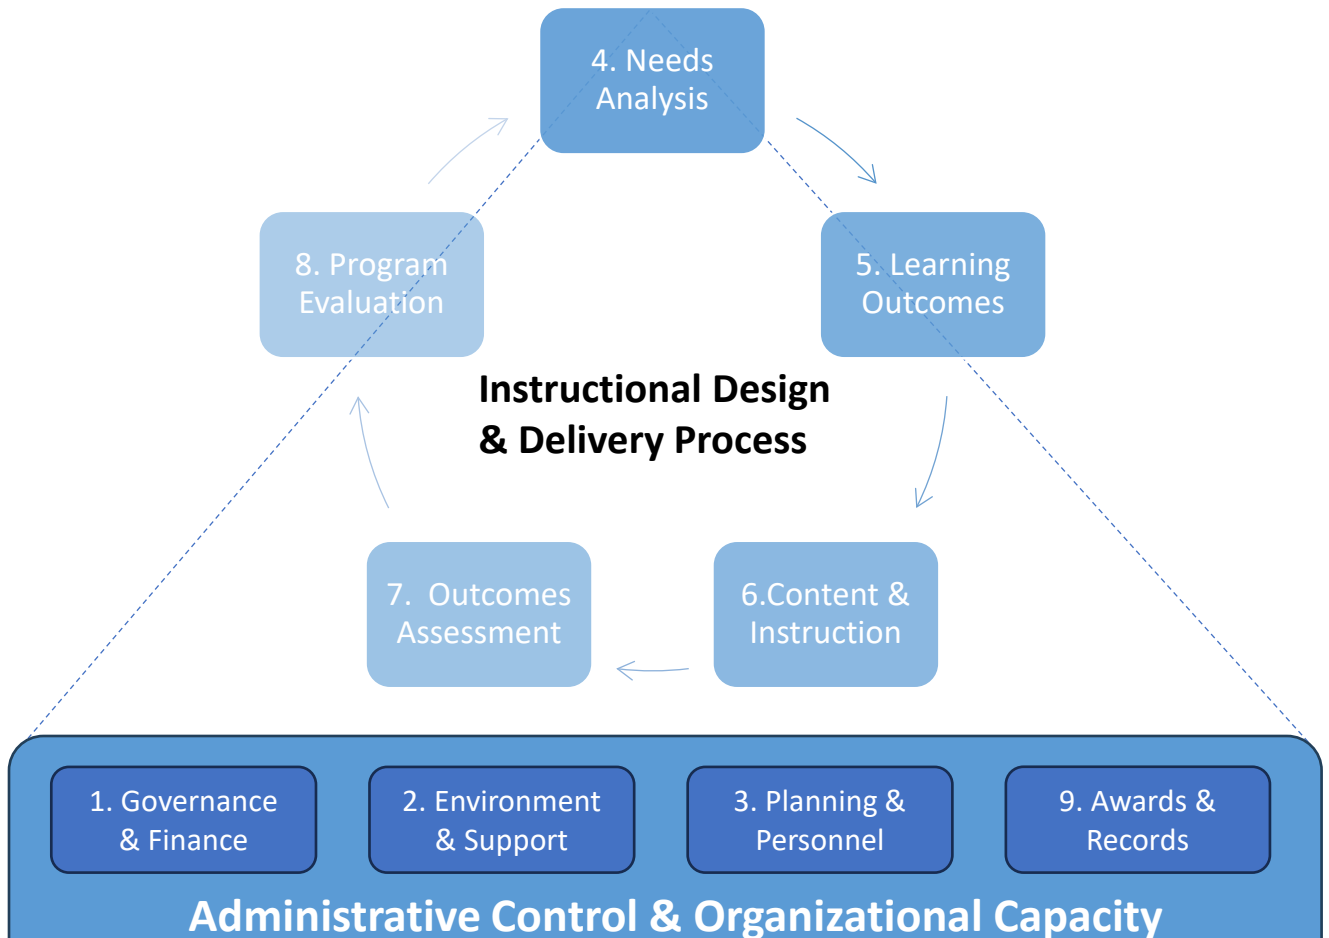 4. Needs
Analysis
8. Program
Evaluation
5. Learning
Outcomes
Instructional Design
& Delivery Process
7.  Outcomes
Assessment
6.Content &
Instruction
1. Governance
& Finance
2. Environment
& Support
3. Planning &
Personnel
9. Awards &
Records
Administrative Control & Organizational Capacity